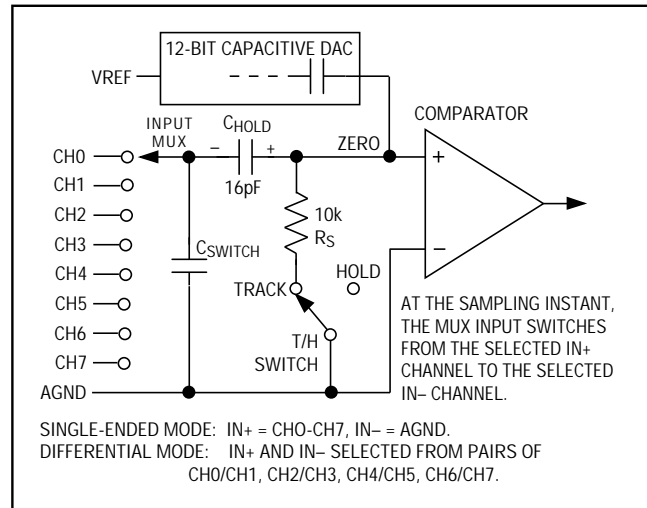 12-BIT CAPACITIVE DAC
VREF
COMPARATOR
INPUT
MUX
– CHOLD +
ZERO
16pF
CH0
CH1
CH2
CH3
CH4
CH5
CH6
CH7
AGND
CSWITCH
10k
RS
TRACK
HOLD
T/H
SWITCH
+
–
AT THE SAMPLING INSTANT,
THE MUX INPUT SWITCHES
FROM THE SELECTED IN+
CHANNEL TO THE SELECTED
IN– CHANNEL.
SINGLE-ENDED MODE: IN+ = CHO-CH7, IN– = AGND.
DIFFERENTIAL MODE: IN+ AND IN– SELECTED FROM PAIRS OF
CH0/CH1, CH2/CH3, CH4/CH5, CH6/CH7.